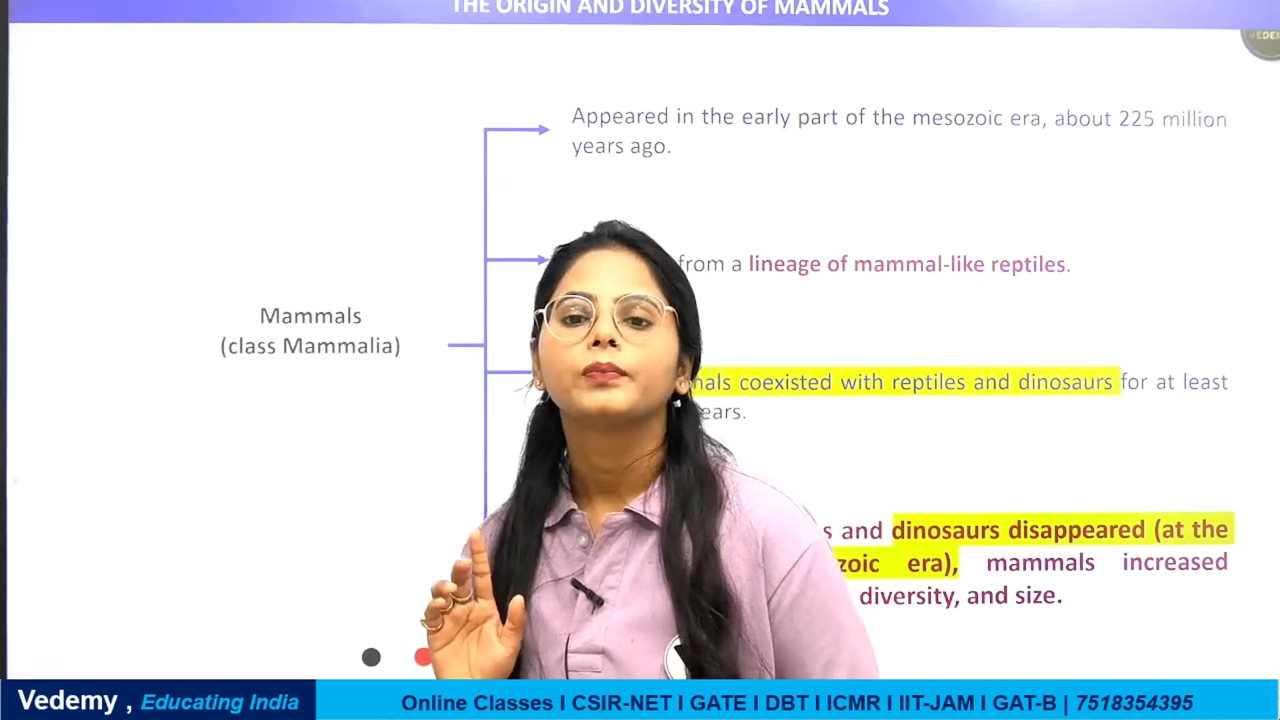 THE ORIGIN AND DIVERSITY OF MAMMALS
Appeared in the early part of the mesozoic era, about 225 million
years ago.
from a lineage of mammal-like reptiles.
Mammals
(class Mammalia)
coexisted with reptiles and dinosaurs for at least
and dinosaurs disappeared (at the
era), mammals increased
diversity, and size.
Vedemy , Educating India
Online Classes I CSIR-NET I GATE I DBT I ICMR I IIT-JAM I GAT-B | 7518354395